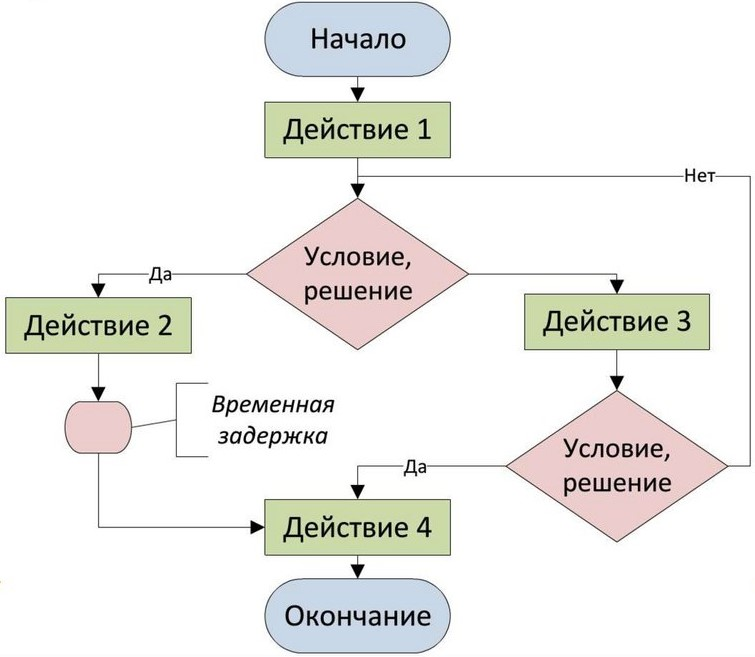 Начало
Действие 1
Нет
Условие,
решение
Да
Действие 2
Действие 3
Временная
задержка
Условие,
решение
Да
Действие 4
Окончание